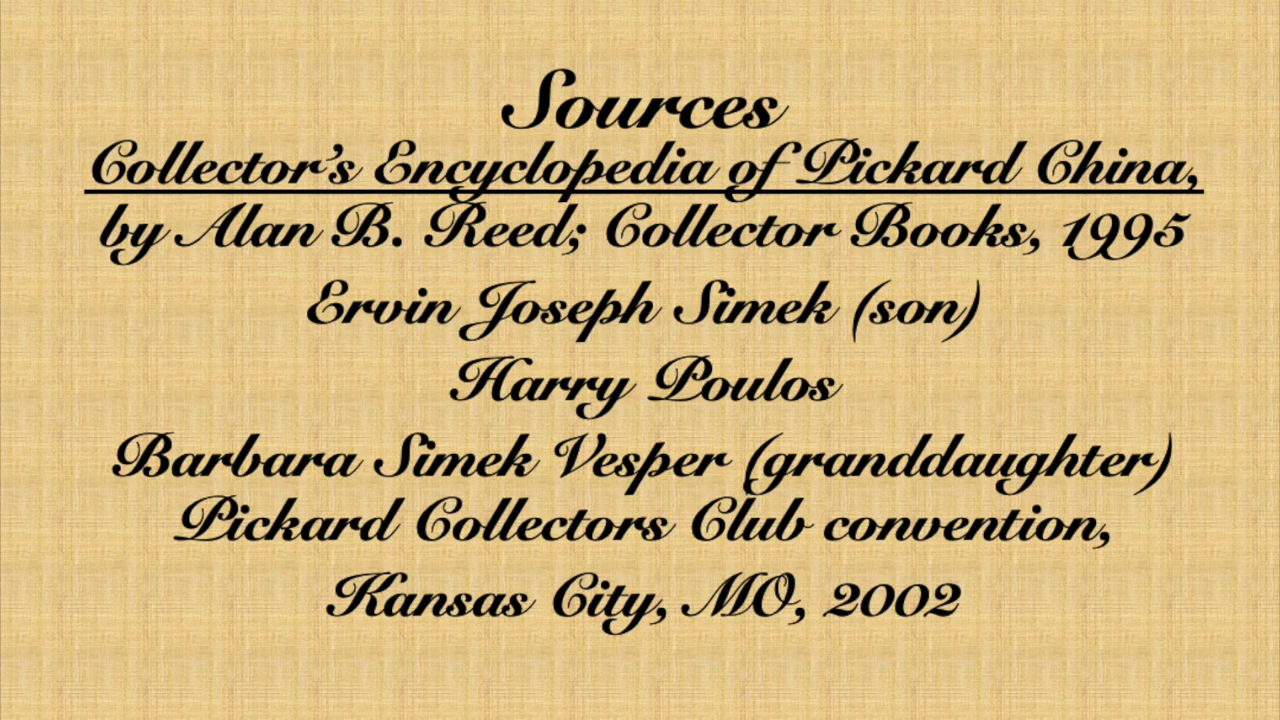 Sources
Collector's Encyclopedia of Pickard China,
by Alan B. Reed; Collector Books, 1995
Ervin Joseph Simek (son)
Harry Poulos
Barbara Simek Vesper (granddaughter)
Pickard Collectors Club convention,
Kansas City, MO, 2002